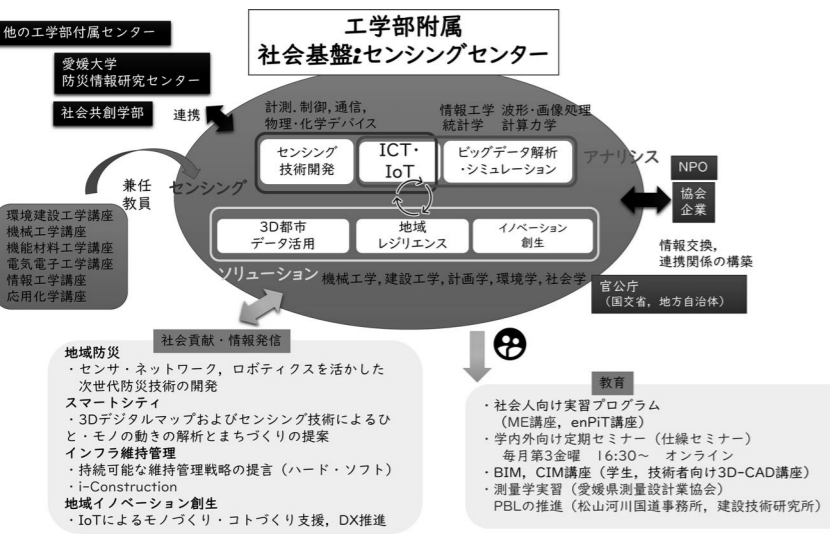 工学部附属
社会基盤iセンシングセンター
他の工学部付属センター
愛媛大学
防災情報研究センター
社会共創学部
連携
計測.制御,通信,
物理・化学デバイス
情報工学 波形・画像処理
統計学 計算力学
センシング
技術開発
ICT・
IoT
ビッグデータ解析
・シミュレーション
アナリシス
センシング
兼任
教員
環境建設工学講座
機械工学講座
機能材料工学講座
電気電子工学講座
情報工学講座
応用化学講座
3D都市
データ活用
地域
レジリエンス
イノベーション
創生
ソリューション
機械工学,建設工学,計画学,環境学,社会学
NPO
協会
企業
情報交換,
連携関係の構築
官公庁
(国交省,地方自治体)
社会貢献・情報発信
地域防災
・センサ・ネットワーク,ロボティクスを活かした
次世代防災技術の開発
スマートシティ
・3Dデジタルマップおよびセンシング技術によるひ
と・モノの動きの解析とまちづくりの提案
インフラ維持管理
・持続可能な維持管理戦略の提言(ハード・ソフト)
・i-Construction
地域イノベーション創生
・IoTによるモノづくり・コトづくり支援,DX推進
教育
・社会人向け実習プログラム
(ME講座,enPiT講座)
・学内外向け定期セミナー(仕繰セミナー)
毎月第3金曜 16:30~ オンライン
・BIM,CIM講座(学生,技術者向け3D-CAD講座)
・測量学実習(愛媛県測量設計業協会)
PBLの推進(松山河川国道事務所,建設技術研究所)